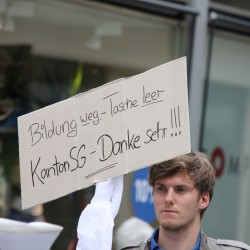 Bildung weg - Tasche leer
Kanton SG - Danke sehr !!!